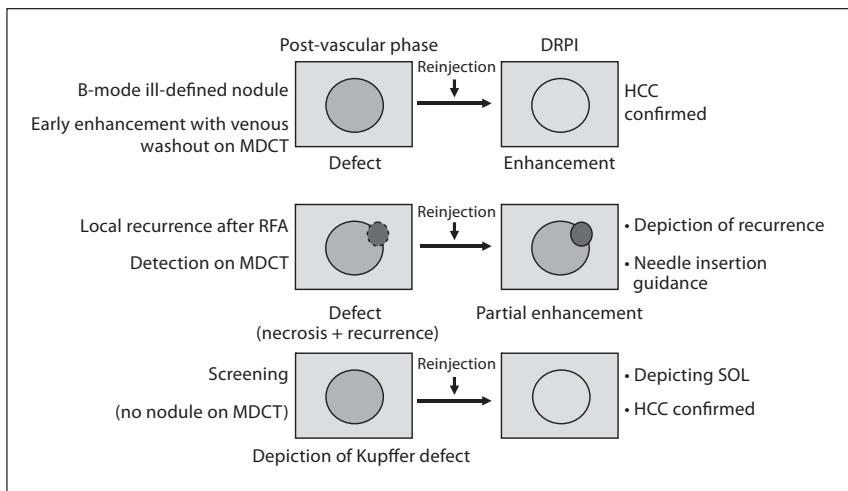 Post-vascular phase
DRPI
Reinjection
B-mode ill-defined nodule
Early enhancement with venous
washout on MDCT
HCC
confirmed
Defect
Enhancement
Local recurrence after RFA
Detection on MDCT
Reinjection
• Depiction of recurrence
• Needle insertion
guidance
Defect
(necrosis + recurrence)
Partial enhancement
Screening
(no nodule on MDCT)
Reinjection
• Depicting SOL
• HCC confirmed
Depiction of Kupffer defect